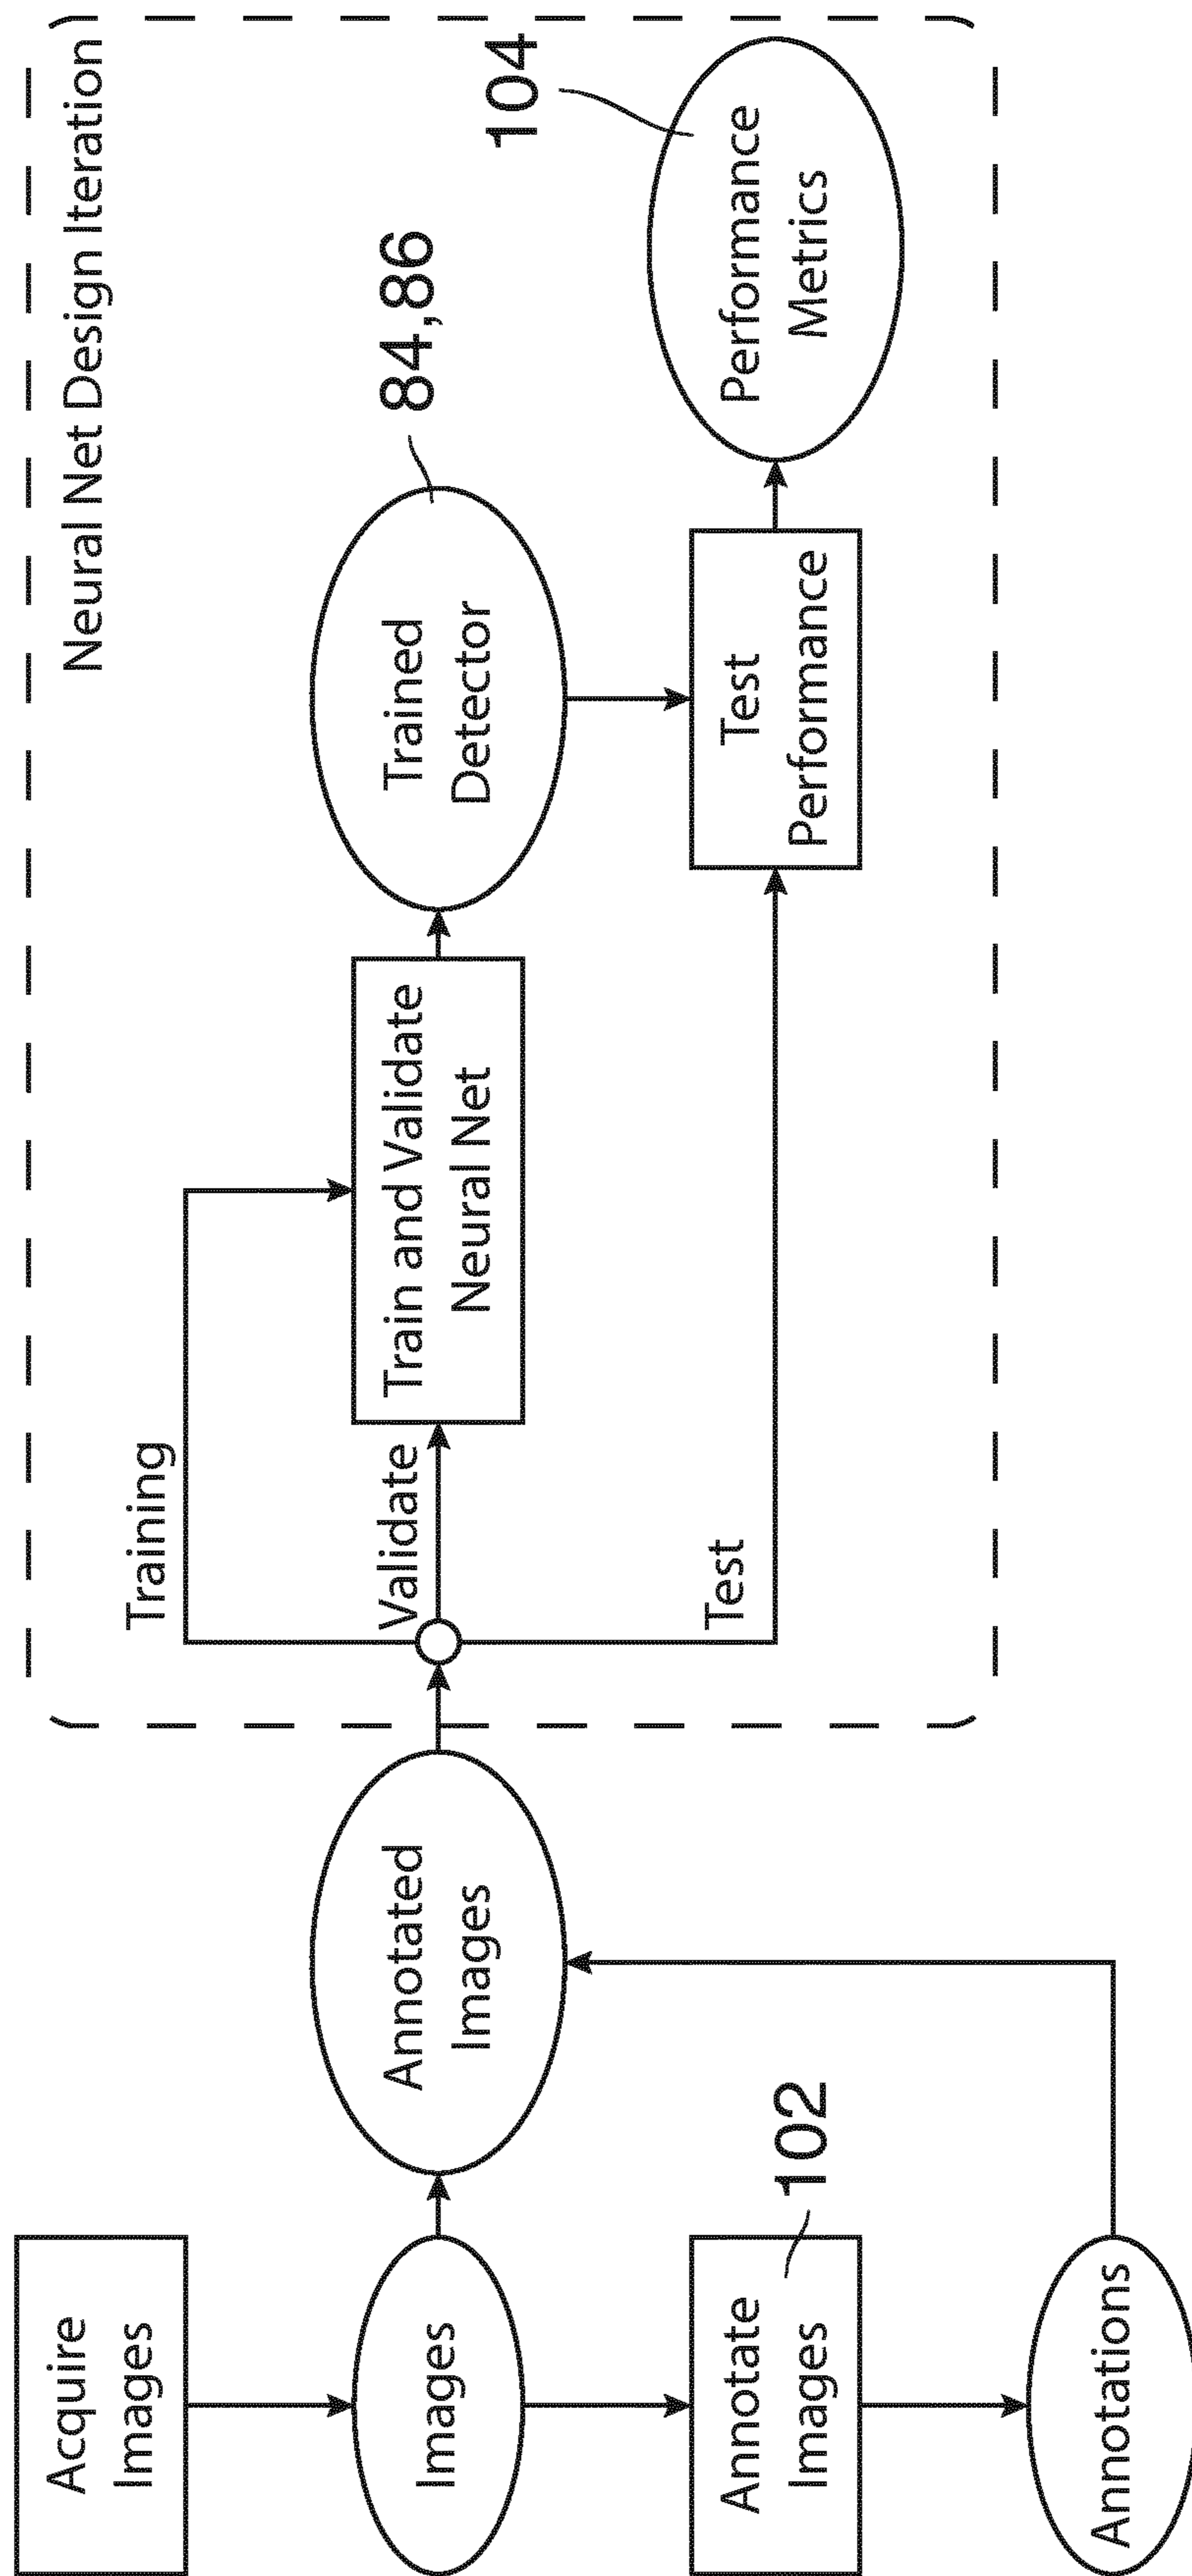 Neural Net Design Iteration
Acquire
Images
Images
Annotate
Images
102
Annotations
Annotated
Images
Training
Validate
Test
Train and Validate
Neural Net
Trained
Detector
84,86
Test
Performance
Performance
Metrics
104